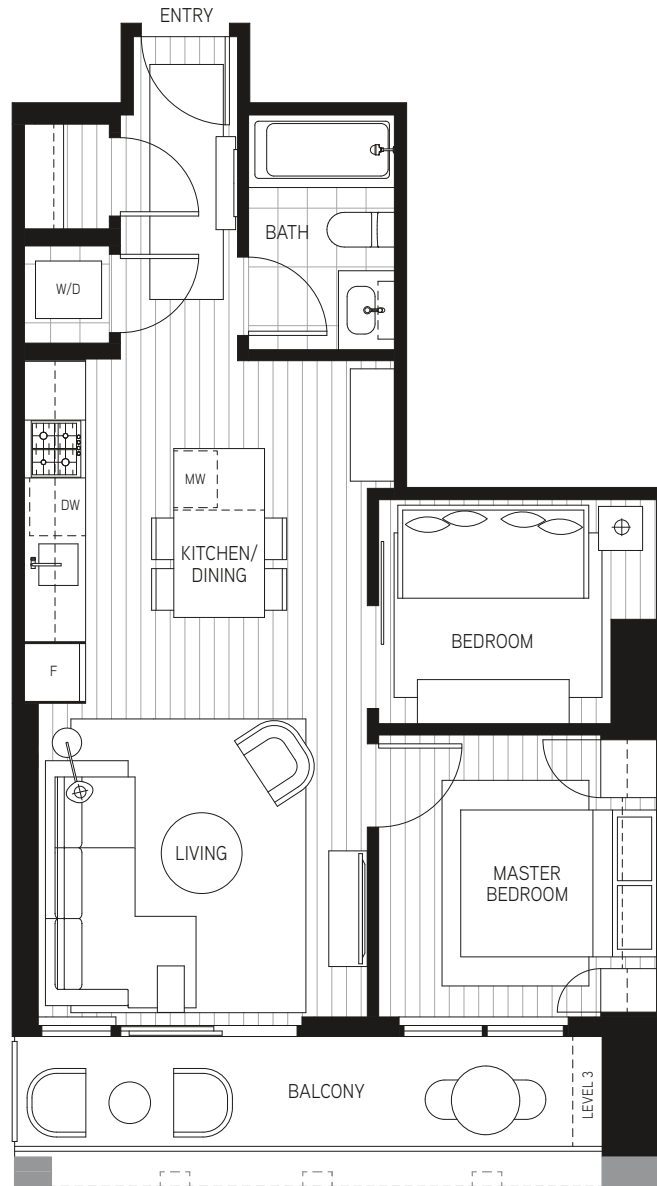 ENTRY
BATH
W/D
MW
DW
KITCHEN/
DINING
BEDROOM
F
LIVING
MASTER
BEDROOM
BALCONY
LEVEL 3